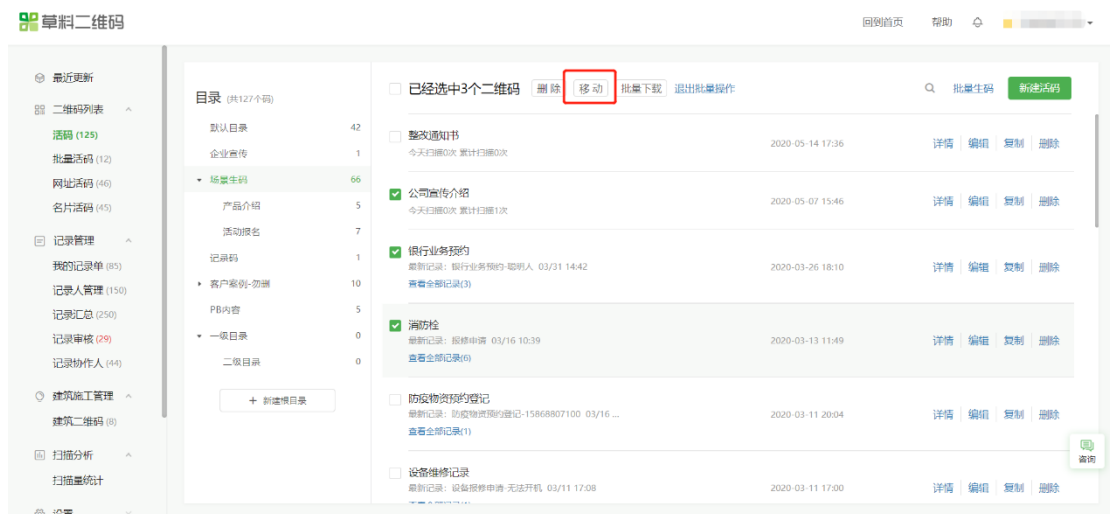 草料二维码
回到首页 帮助
最近更新
二维码列表
活码 (125)
批量活码 (12)
网址活码 (46)
名片活码 (45)
记录管理
我的记录单 (85)
记录人管理 (150)
记录汇总 (250)
记录审核 (29)
记录协作人 (44)
建筑施工管理
建筑二维码 (8)
扫描分析
扫描量统计
设置
目录 (共127个码)
默认目录 42
企业宣传 1
场景生码 66
产品介绍 5
活动报名 7
记录码 1
客户案例-勿删 10
PB内容 5
一级目录 0
二级目录 0
+ 新建根目录
已经选中3个二维码 删 除 移 动 批量下载 退出批量操作
批量生码 新建活码
整改通知书
今天扫描0次 累计扫描0次
2020-05-14 17:36
详情 编辑 复制 删除
公司宣传介绍
今天扫描0次 累计扫描1次
2020-05-07 15:46
详情 编辑 复制 删除
银行业务预约
最新记录：银行业务预约-聪明人 03/31 14:42
查看全部记录(3)
2020-03-26 18:10
详情 编辑 复制 删除
消防栓
最新记录：报修申请 03/16 10:39
查看全部记录(6)
2020-03-13 11:49
详情 编辑 复制 删除
防疫物资预约登记
最新记录：防疫物资预约登记-15868807100 03/16 ...
查看全部记录(1)
2020-03-11 20:04
详情 编辑 复制 删除
设备维修记录
最新记录：设备报修申请-无法开机 03/11 17:08
2020-03-11 17:00
详情 编辑 复制 删除
咨询